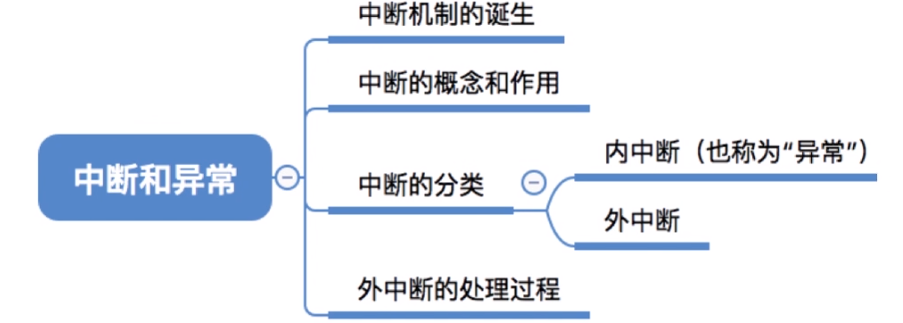 中断机制的诞生
中断的概念和作用
中断和异常
中断的分类
内中断（也称为“异常”）
外中断
外中断的处理过程